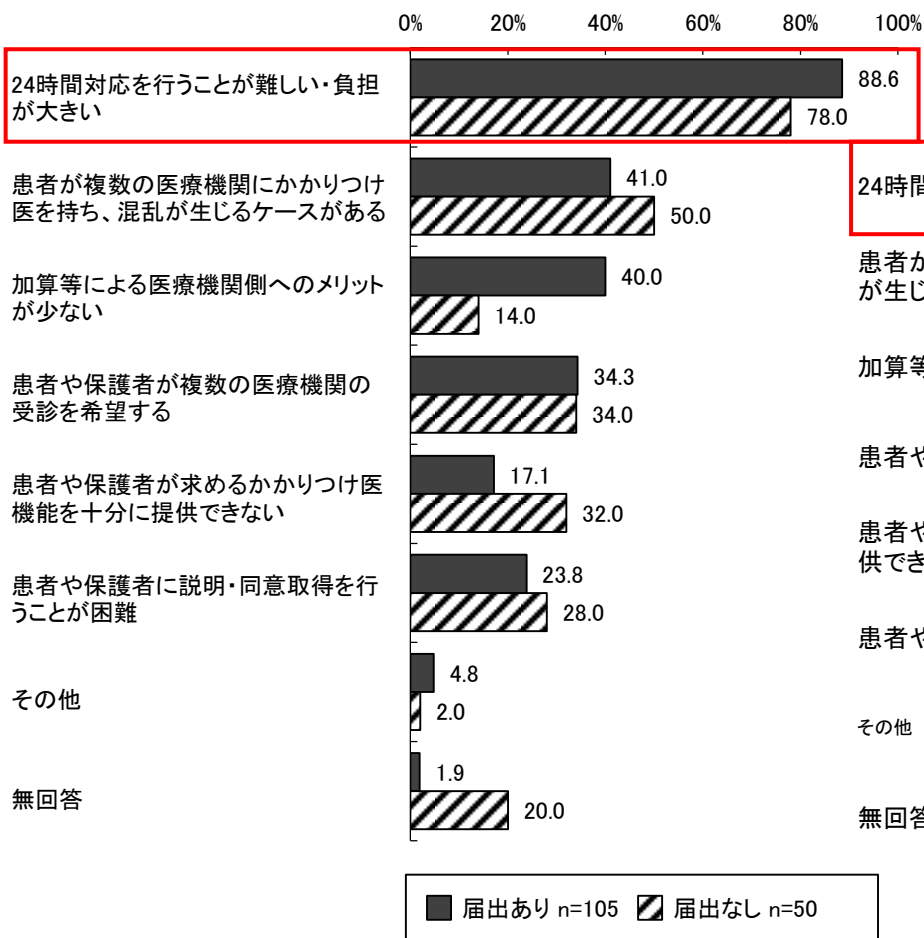 0% 20% 40% 60% 80% 100%
24時間対応を行うことが難しい・負担
が大きい
88.6
78.0
患者が複数の医療機関にかかりつけ
医を持ち、混乱が生じるケースがある
41.0
50.0
加算等による医療機関側へのメリット
が少ない
40.0
14.0
患者や保護者が複数の医療機関の
受診を希望する
34.3
34.0
患者や保護者が求めるかかりつけ医
機能を十分に提供できない
17.1
32.0
患者や保護者に説明・同意取得を行
うことが困難
23.8
28.0
その他
4.8
2.0
無回答
1.9
20.0
届出あり n=105 届出なし n=50
24時間
患者が
が生じ
加算等
患者や
患者や
供でき
患者や
その他
無回答